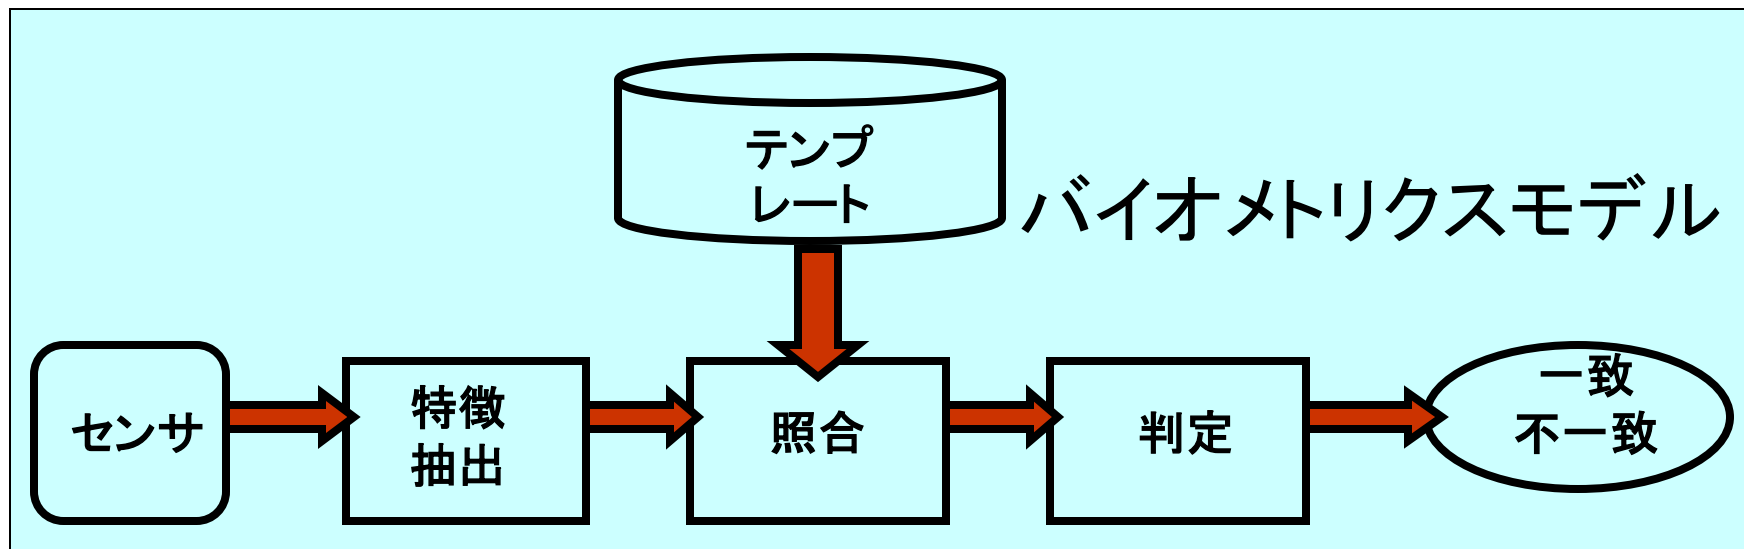 テンプ
レート
バイオメトリクスモデル
センサ
特徴
抽出
照合
判定
一致
不一致